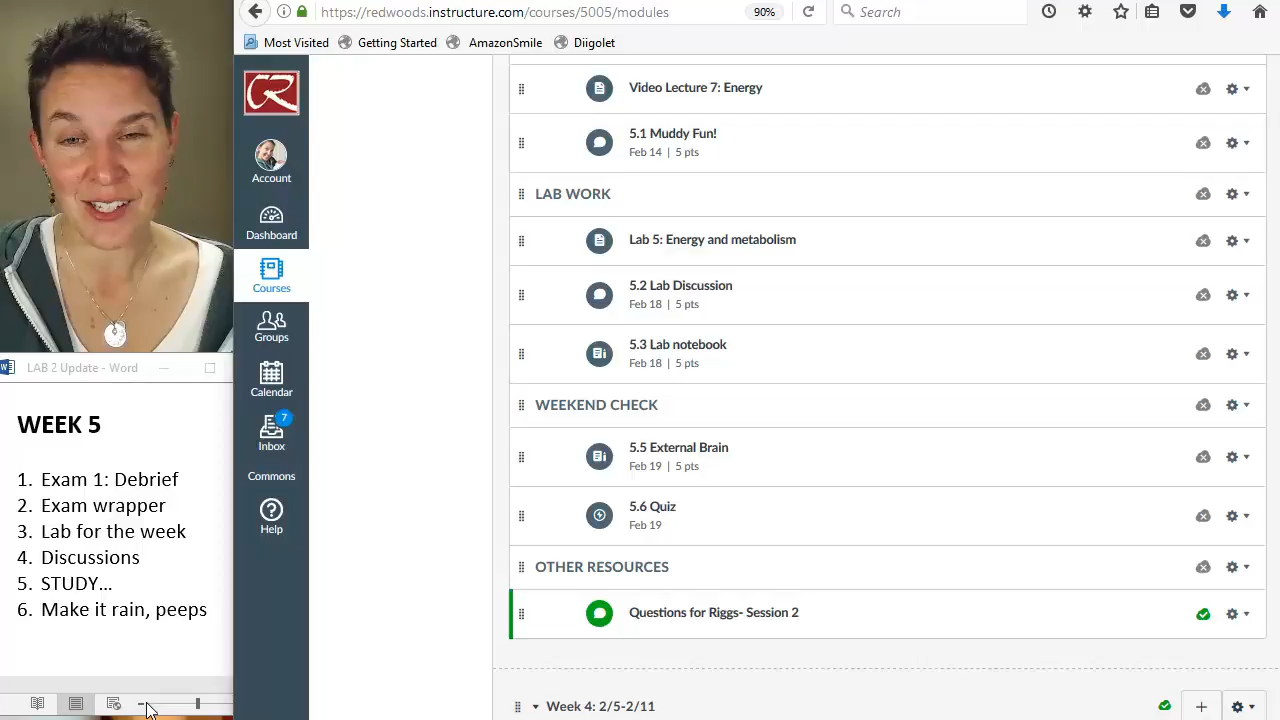 https://redwoods.instructure.com/courses/5005/modules
90%
Search
Most Visited
Getting Started
AmazonSmile
Diigolet
CR
Account
Dashboard
Courses
Groups
Calendar
7
Inbox
Commons
Help
Video Lecture 7: Energy
5.1 Muddy Fun!
Feb 14 | 5 pts
LAB WORK
Lab 5: Energy and metabolism
5.2 Lab Discussion
Feb 18 | 5 pts
5.3 Lab notebook
Feb 18 | 5 pts
WEEKEND CHECK
5.5 External Brain
Feb 19 | 5 pts
5.6 Quiz
Feb 19
OTHER RESOURCES
Questions for Riggs- Session 2
Week 4: 2/5-2/11
LAB 2 Update - Word
WEEK 5
1. Exam 1: Debrief
2. Exam wrapper
3. Lab for the week
4. Discussions
5. STUDY...
6. Make it rain, peeps